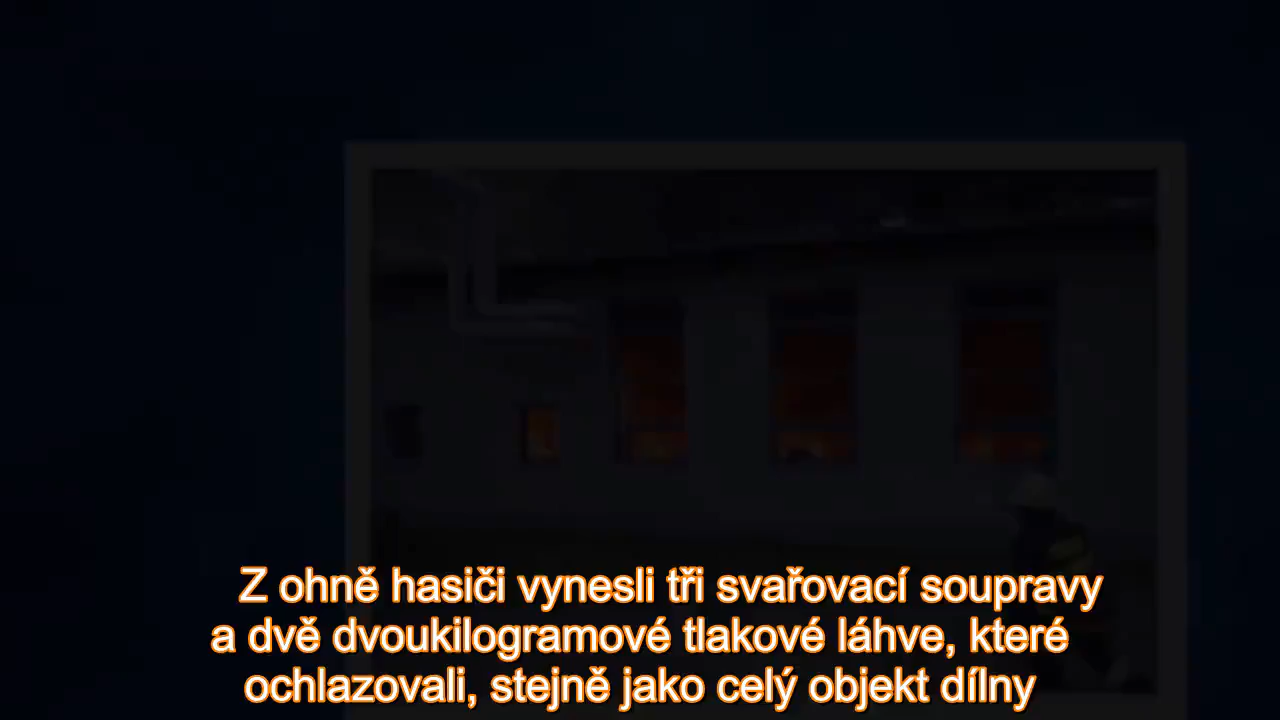 Z ohně hasiči vynesli tři svařovací soupravy
a dvě dvoukilogramové tlakové láhve, které
ochlazovali, stejně jako celý objekt dílny